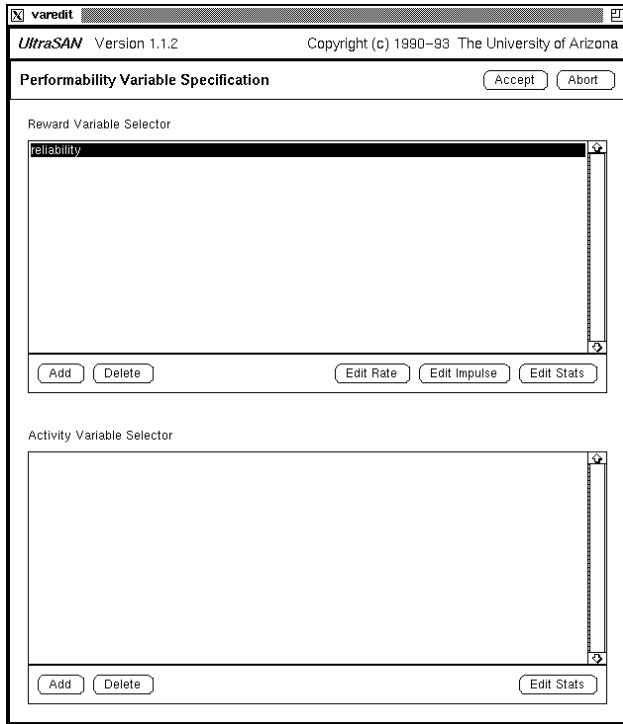 X varedit
UltraSAN Version 1.1.2 Copyright (c) 1990-93 The University of Arizona
Performability Variable Specification Accept Abort
Reward Variable Selector
reliability
Add Delete Edit Rate Edit Impulse Edit Stats
Activity Variable Selector
Add Delete Edit Stats